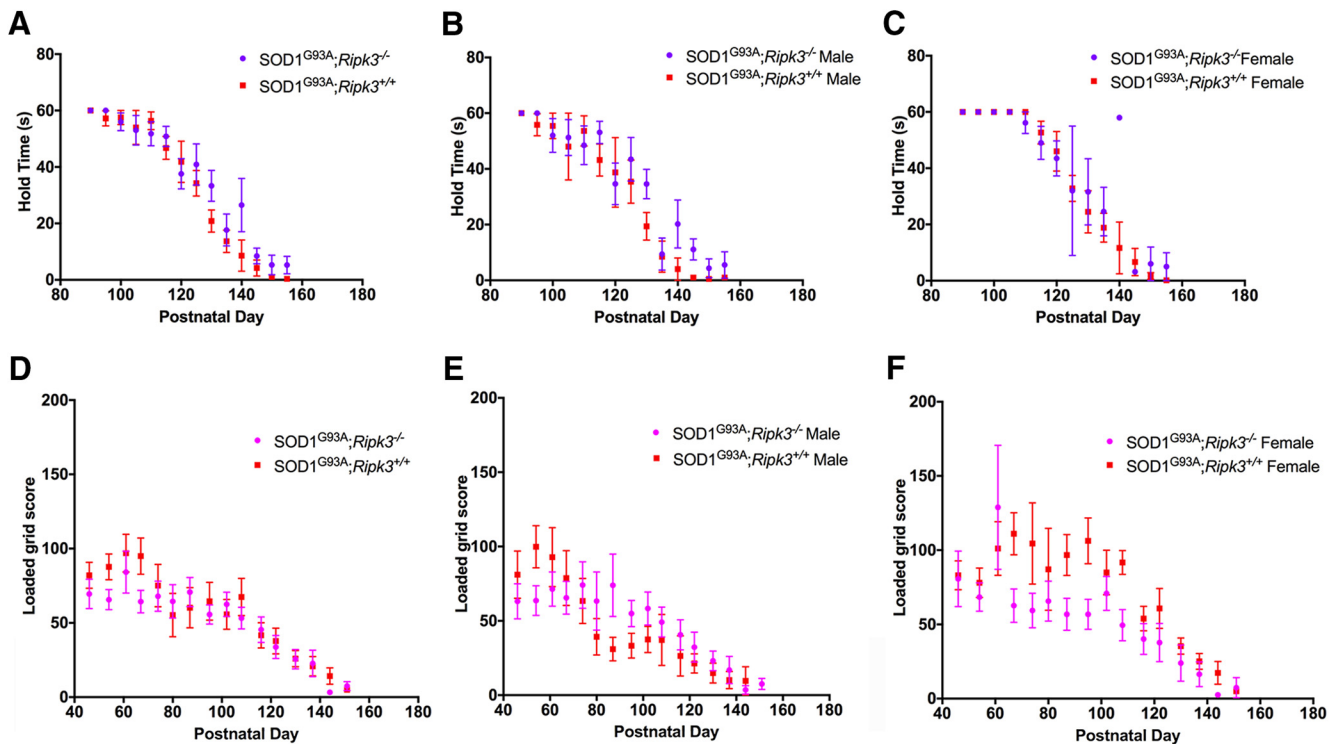 A
SOD1G93A;Ripk3-/-
SOD1G93A;Ripk3+/+
Hold Time (s)
80
60
40
20
0
80 100 120 140 160 180
Postnatal Day
B
SOD1G93A;Ripk3-/- Male
SOD1G93A;Ripk3+/+ Male
Hold Time (s)
80
60
40
20
0
80 100 120 140 160 180
Postnatal Day
C
SOD1G93A;Ripk3-/-Female
SOD1G93A;Ripk3+/+ Female
Hold Time (s)
80
60
40
20
0
80 100 120 140 160 180
Postnatal Day
D
SOD1G93A;Ripk3-/-
SOD1G93A;Ripk3+/+
Loaded grid score
200
150
100
50
0
40 60 80 100 120 140 160 180
Postnatal Day
E
SOD1G93A;Ripk3-/- Male
SOD1G93A;Ripk3+/+ Male
Loaded grid score
200
150
100
50
0
40 60 80 100 120 140 160 180
Postnatal Day
F
SOD1G93A;Ripk3-/- Female
SOD1G93A;Ripk3+/+ Female
Loaded grid score
200
150
100
50
0
40 60 80 100 120 140 160 180
Postnatal Day